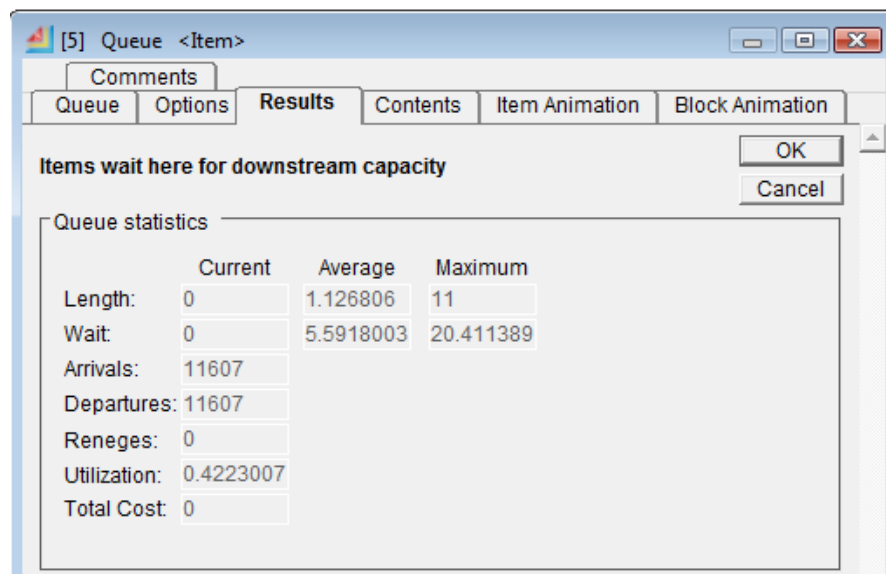 [5] Queue <Item>
Comments
Queue Options Results Contents Item Animation Block Animation
Items wait here for downstream capacity
OK
Cancel
Queue statistics
Current Average Maximum
Length: 0 1.126806 11
Wait: 0 5.5918003 20.411389
Arrivals: 11607
Departures: 11607
Reneges: 0
Utilization: 0.4223007
Total Cost: 0